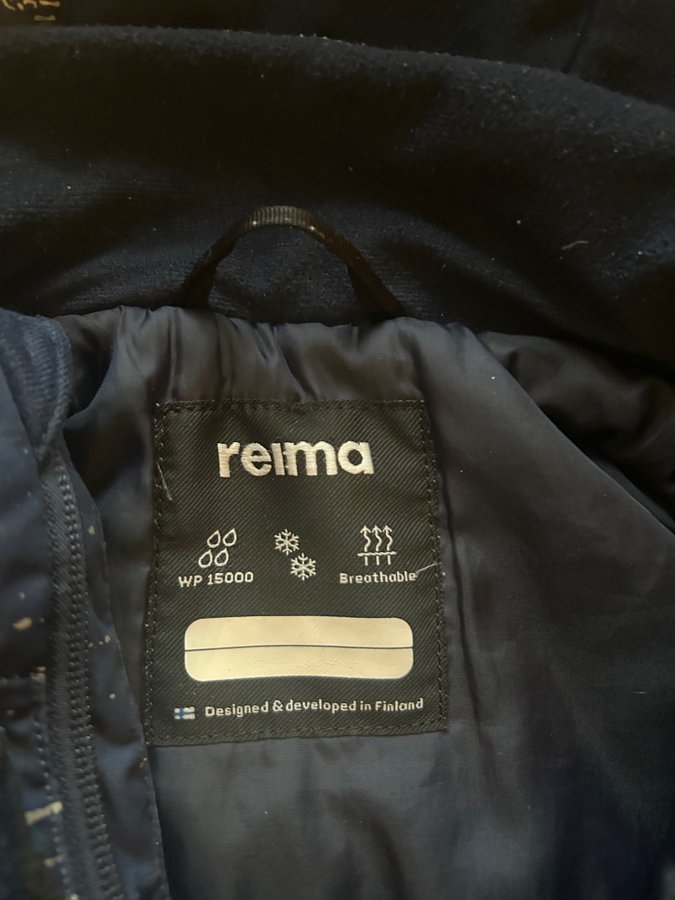 reima
WP 15000
Breathable
Designed & developed in Finland